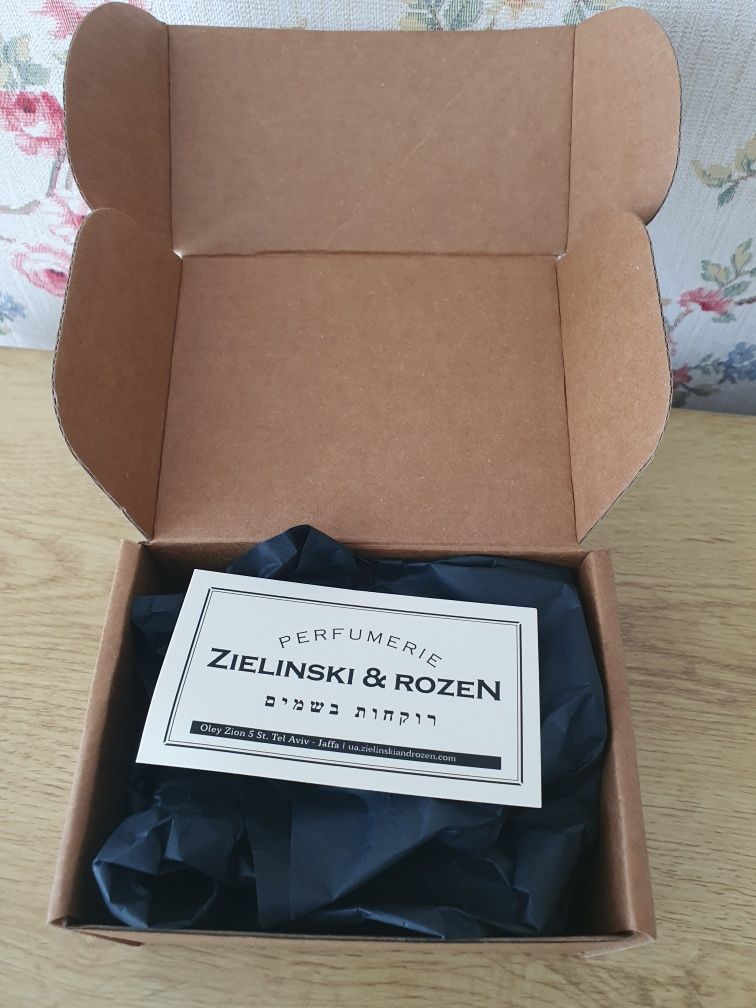 PERFUMERIE
ZIELINSKI & ROZEN
רוקחות בשמים
Oley Zion 5 St. Tel Aviv - Jaffa | ua.zielinskiandrozen.com